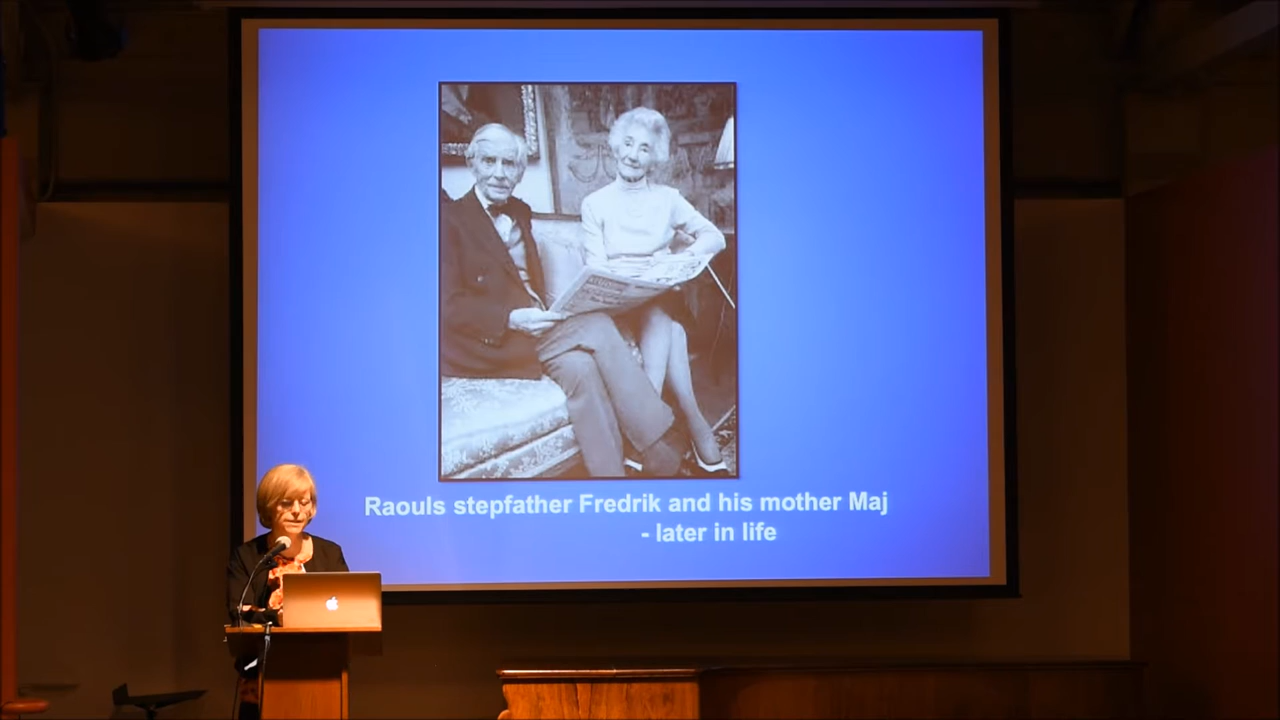 Raouls stepfather Fredrik and his mother Maj
- later in life